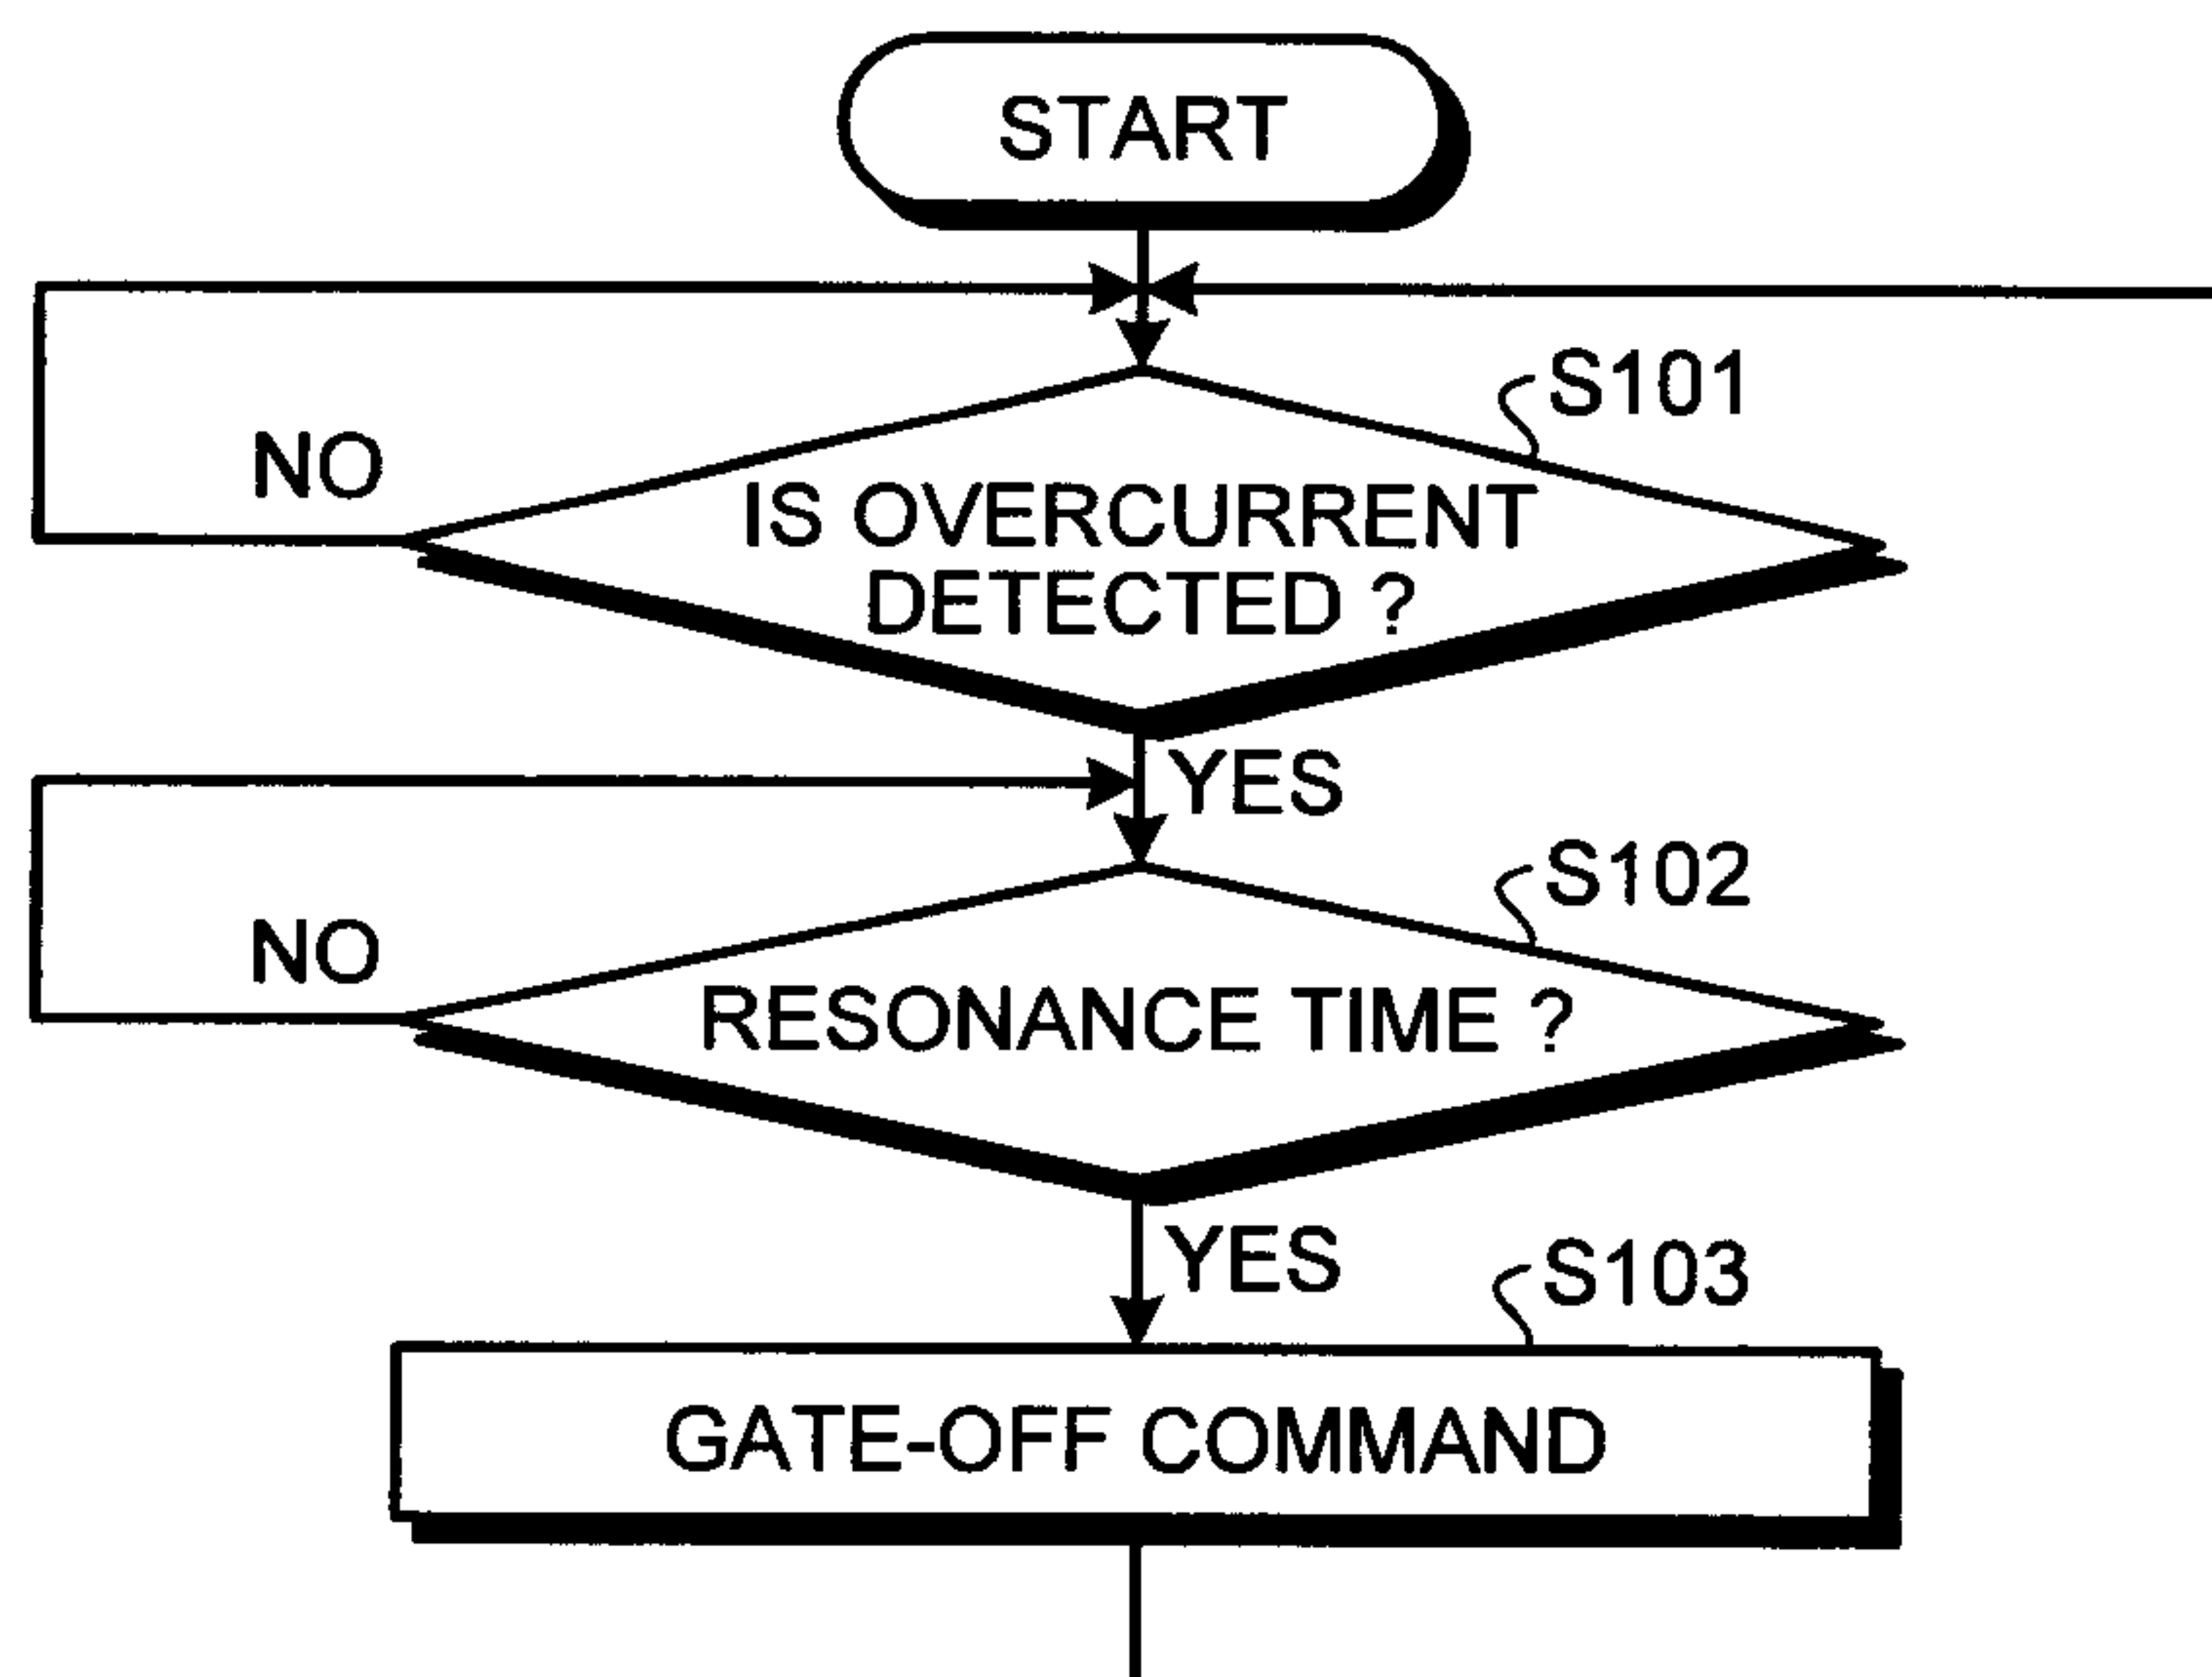 START
S101
NO
IS OVERCURRENT
DETECTED ?
YES
S102
NO
RESONANCE TIME ?
YES
S103
GATE-OFF COMMAND